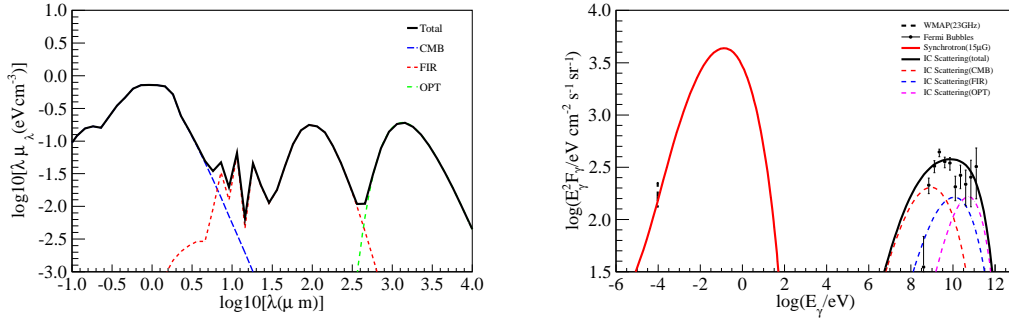 4.0
3.5
3.0
2.5
2.0
1.5
log(E²γFγ/eV cm⁻² s⁻¹ sr⁻¹)
-6 -4 -2 0 2 4 6 8 10 12
log(Eγ/eV)
WMAP(23GHz)
Fermi Bubbles
Synchrotron(15μG)
IC Scattering(total)
IC Scattering(CMB)
IC Scattering(FIR)
IC Scattering(OPT)
1.0
0.5
0.0
-0.5
-1.0
-1.5
-2.0
-2.5
-3.0
log10[λ μλ(eVcm⁻³)]
-1.0 -0.5 0.0 0.5 1.0 1.5 2.0 2.5 3.0 3.5 4.0
log10[λ(μ m)]
Total
CMB
FIR
OPT